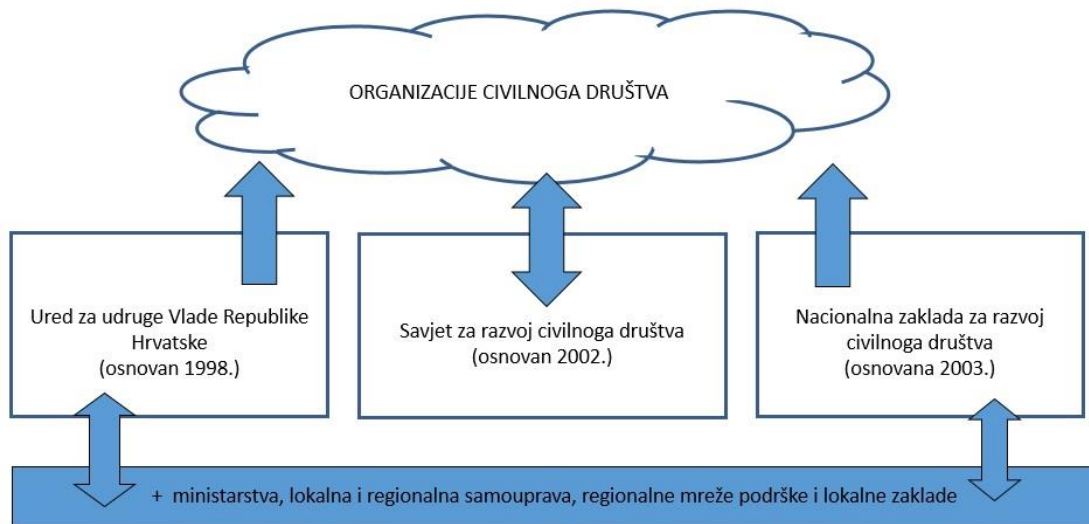 ORGANIZACIJE CIVILNOGA DRUŠTVA
Ured za udruge Vlade Republike
Hrvatske
(osnovan 1998.)
Savjet za razvoj civilnoga društva
(osnovan 2002.)
Nacionalna zaklada za razvoj
civilnoga društva
(osnovana 2003.)
+ ministarstva, lokalna i regionalna samouprava, regionalne mreže podrške i lokalne zaklade